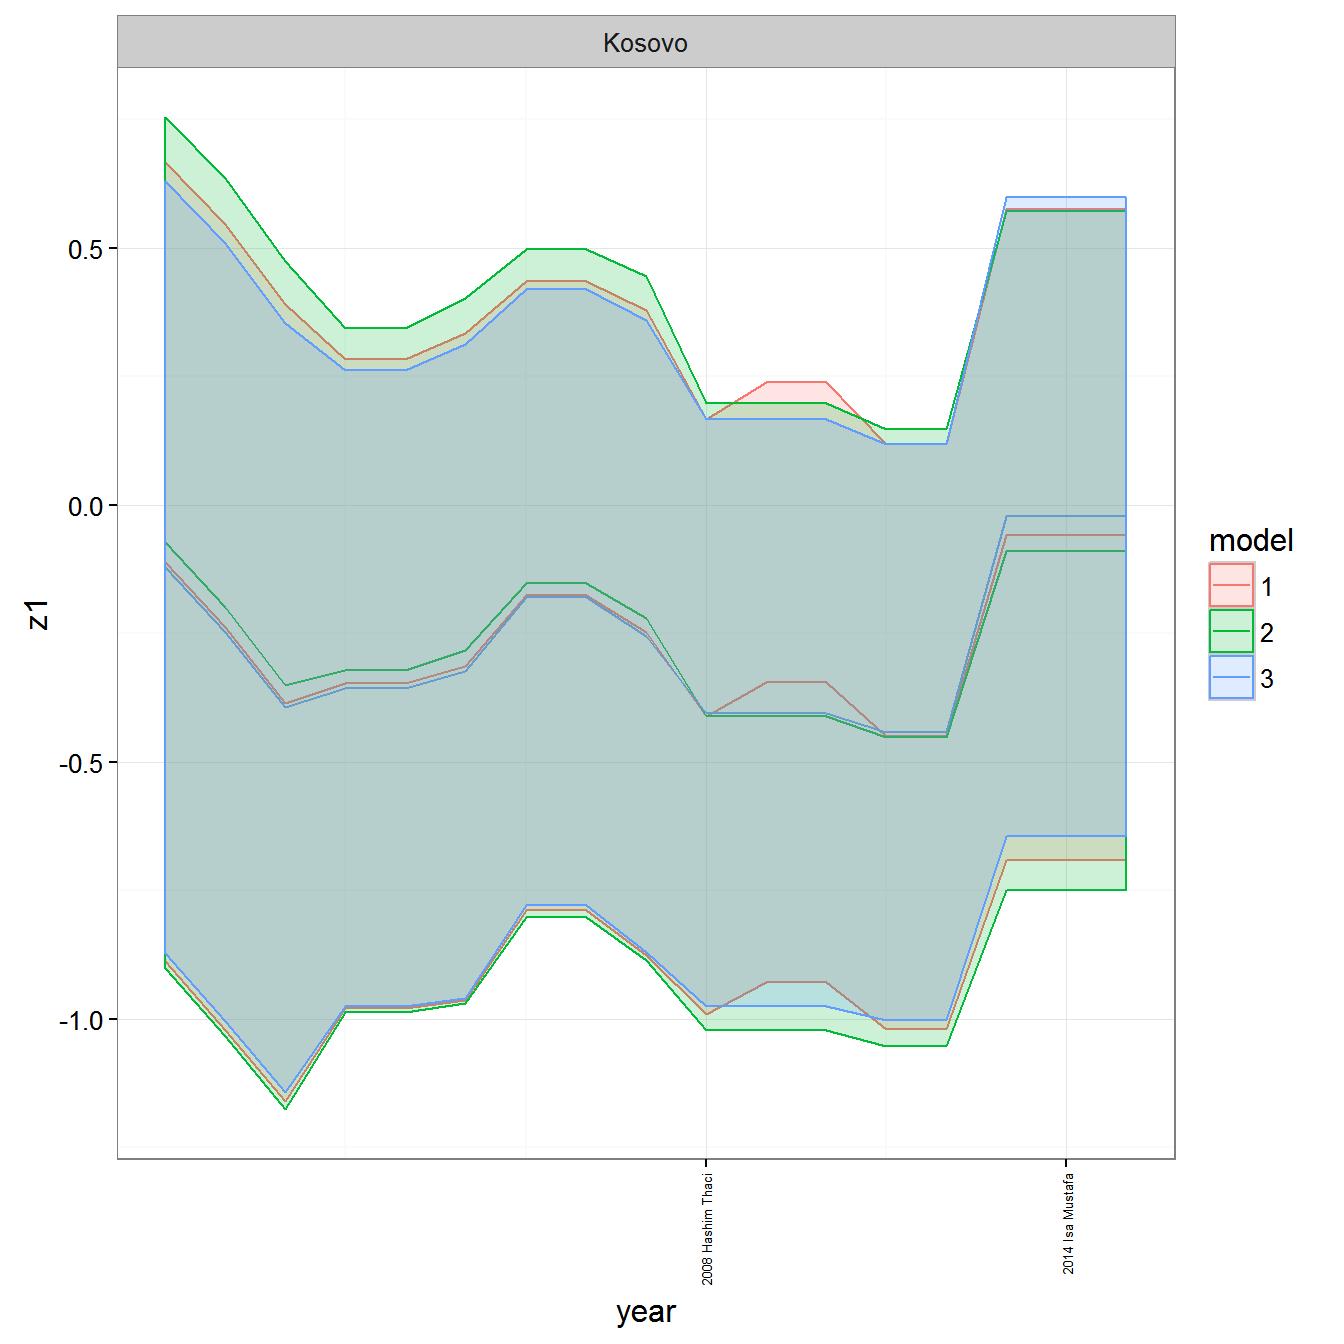 Kosovo
0.5
0.0
-0.5
-1.0
z1
2008 Hashim Thaci
2014 Isa Mustafa
year
model
1
2
3